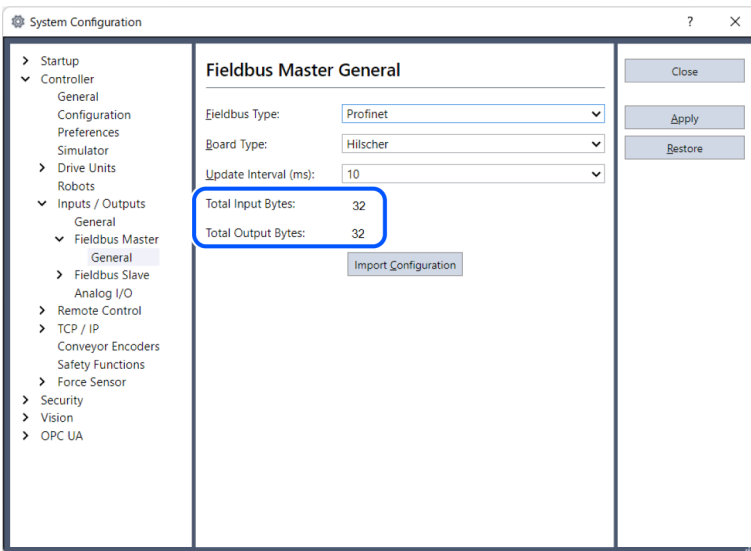 System Configuration
?
Startup
Controller
General
Configuration
Preferences
Simulator
Drive Units
Robots
Inputs / Outputs
General
Fieldbus Master
General
Fieldbus Slave
Analog I/O
Remote Control
TCP / IP
Conveyor Encoders
Safety Functions
Force Sensor
Security
Vision
OPC UA
Fieldbus Master General
Fieldbus Type: Profinet
Board Type: Hilscher
Update Interval (ms): 10
Total Input Bytes: 32
Total Output Bytes: 32
Import Configuration
Close
Apply
Restore